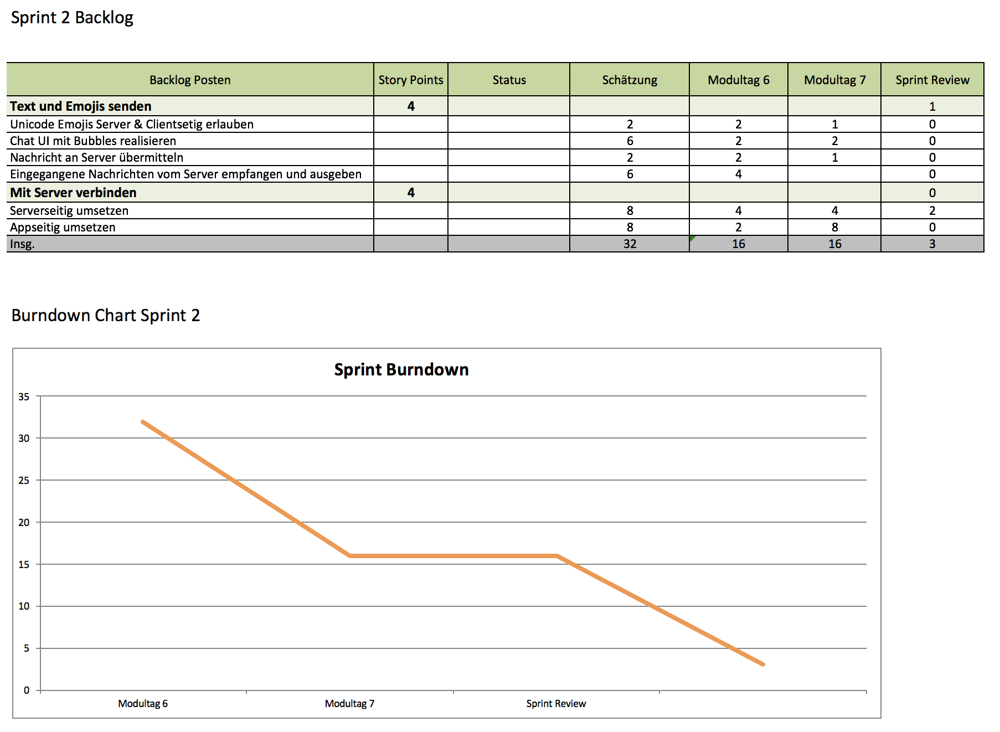 Sprint 2 Backlog
Backlog Posten Story Points Status Schätzung Modultag 6 Modultag 7 Sprint Review
Text und Emojis senden 4 1
Unicode Emojis Server & Clientsetig erlauben 2 2 1 0
Chat UI mit Bubbles realisieren 6 2 2 0
Nachricht an Server übermitteln 2 2 1 0
Eingegangene Nachrichten vom Server empfangen und ausgeben 6 4 0
Mit Server verbinden 4 0
Serverseitig umsetzen 8 4 4 2
Appseitig umsetzen 8 2 8 0
Insg. 32 16 16 3
Burndown Chart Sprint 2
Sprint Burndown
35
30
25
20
15
10
5
0
Modultag 6 Modultag 7 Sprint Review